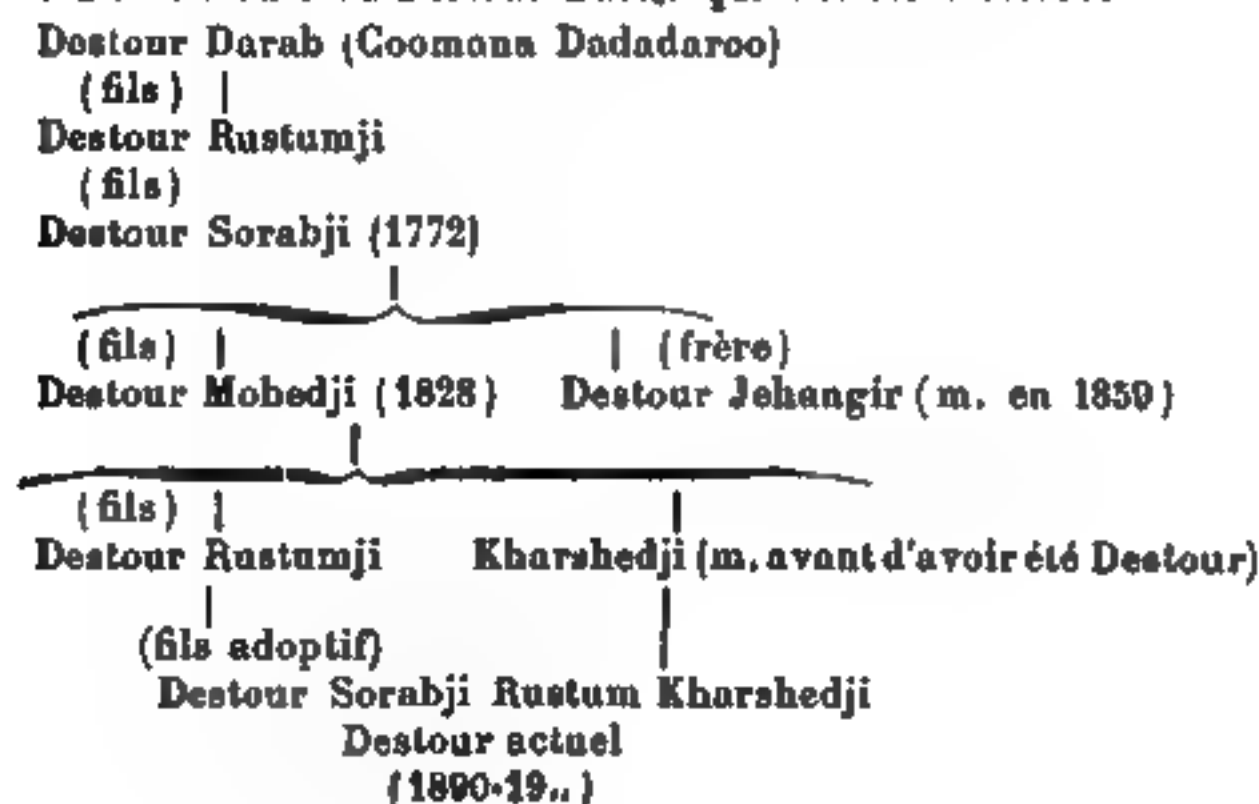 Destour Darab (Coomana Dadadaroo)
(fils)
Destour Rustumji
(fils)
Destour Sorabji (1772)
(fils) (frère)
Destour Mobedji (1828) Destour Jehangir (m. en 1859)
(fils)
Destour Rustumji Kharshedji (m. avant d'avoir été Destour)
(fils adoptif)
Destour Sorabji Rustum Kharshedji
Destour actuel
(1890-19..)